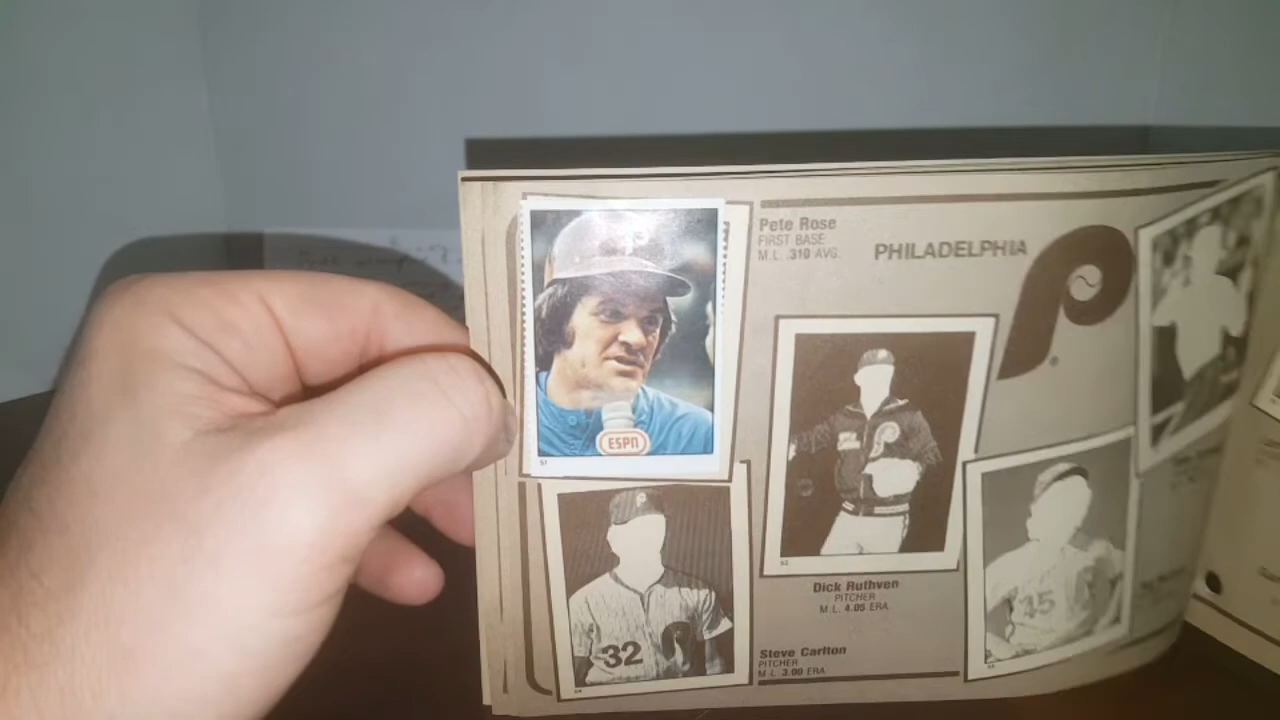 Pete Rose
FIRST BASE
M.L. .310 AVG.
PHILADELPHIA
P
ESPN
51
P
32
Dick Ruthven
PITCHER
M.L. 4.05 ERA
Steve Carlton
PITCHER
M.L. 3.00 ERA
45